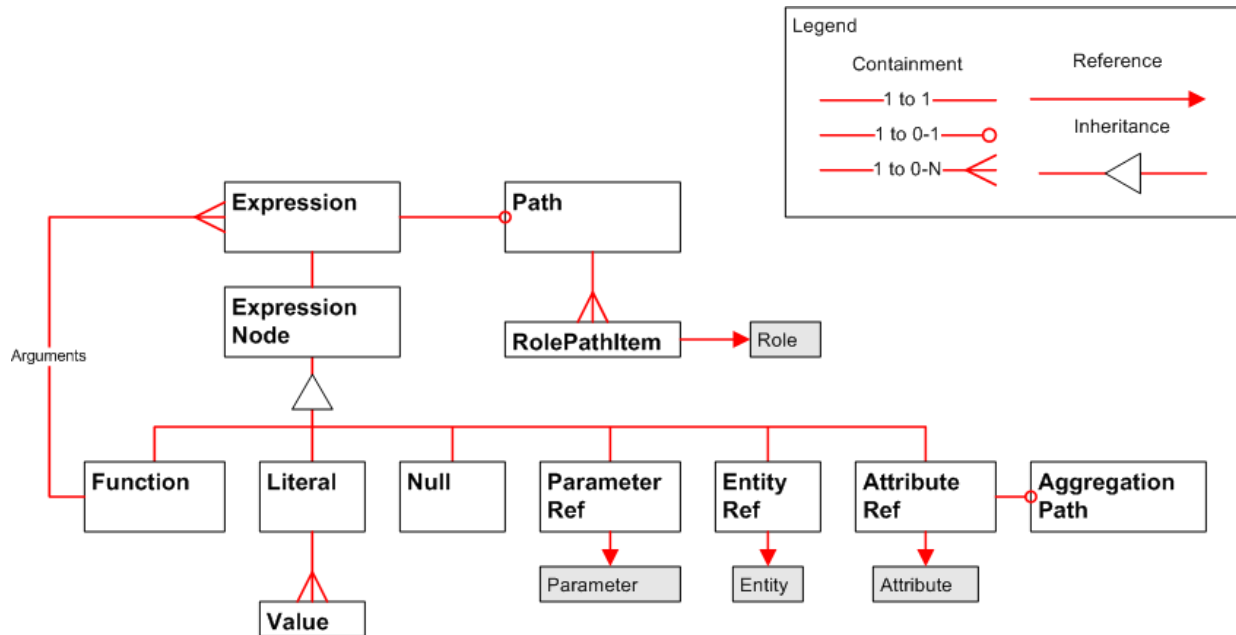 Legend
Containment
Reference
1 to 1
1 to 0-1
Inheritance
1 to 0-N
Expression
Path
Expression
Node
Arguments
RolePathItem
Role
Function
Literal
Null
Parameter
Ref
Entity
Ref
Attribute
Ref
Aggregation
Path
Parameter
Entity
Attribute
Value